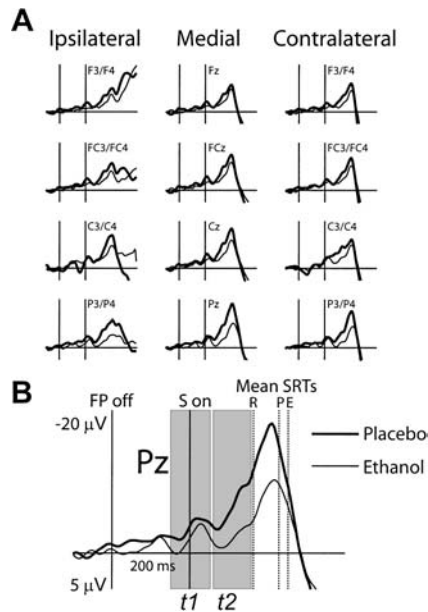 A
Ipsilateral Medial Contralateral
F3/F4 Fz F3/F4
FC3/FC4 FCz FC3/FC4
C3/C4 Cz C3/C4
P3/P4 Pz P3/P4
B
Mean SRTs
FP off S on R P E
-20 µV
Pz
Placebo
Ethanol
200 ms
5 µV
t1 t2